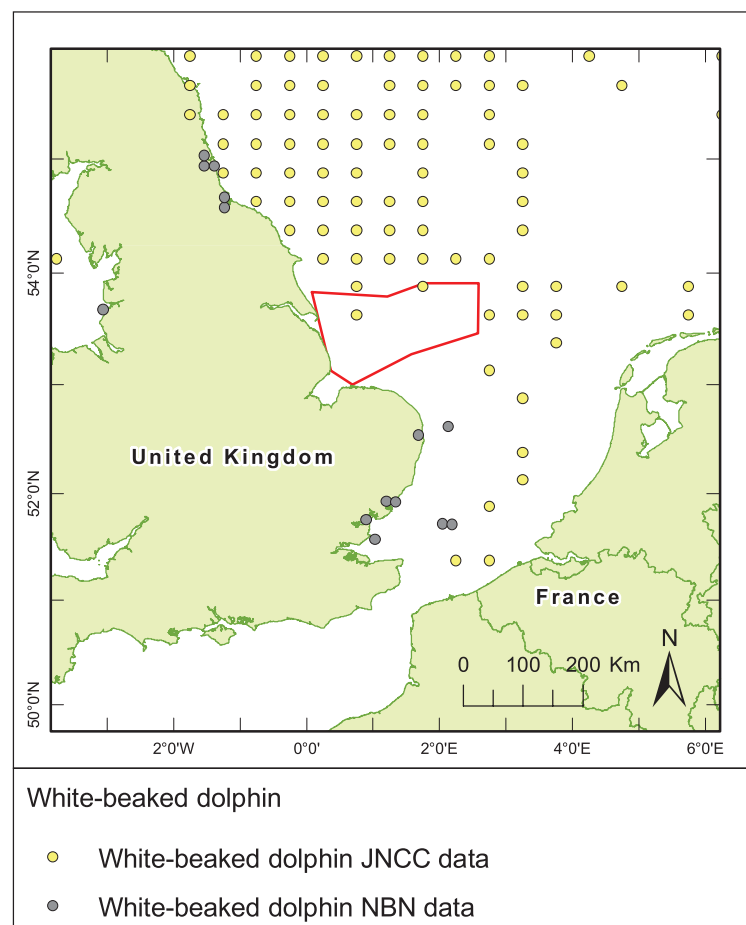 54°0'N
52°0'N
50°0'N
United Kingdom
France
N
0 100 200 Km
2°0'W 0°0' 2°0'E 4°0'E 6°0'E
White-beaked dolphin
White-beaked dolphin JNCC data
White-beaked dolphin NBN data